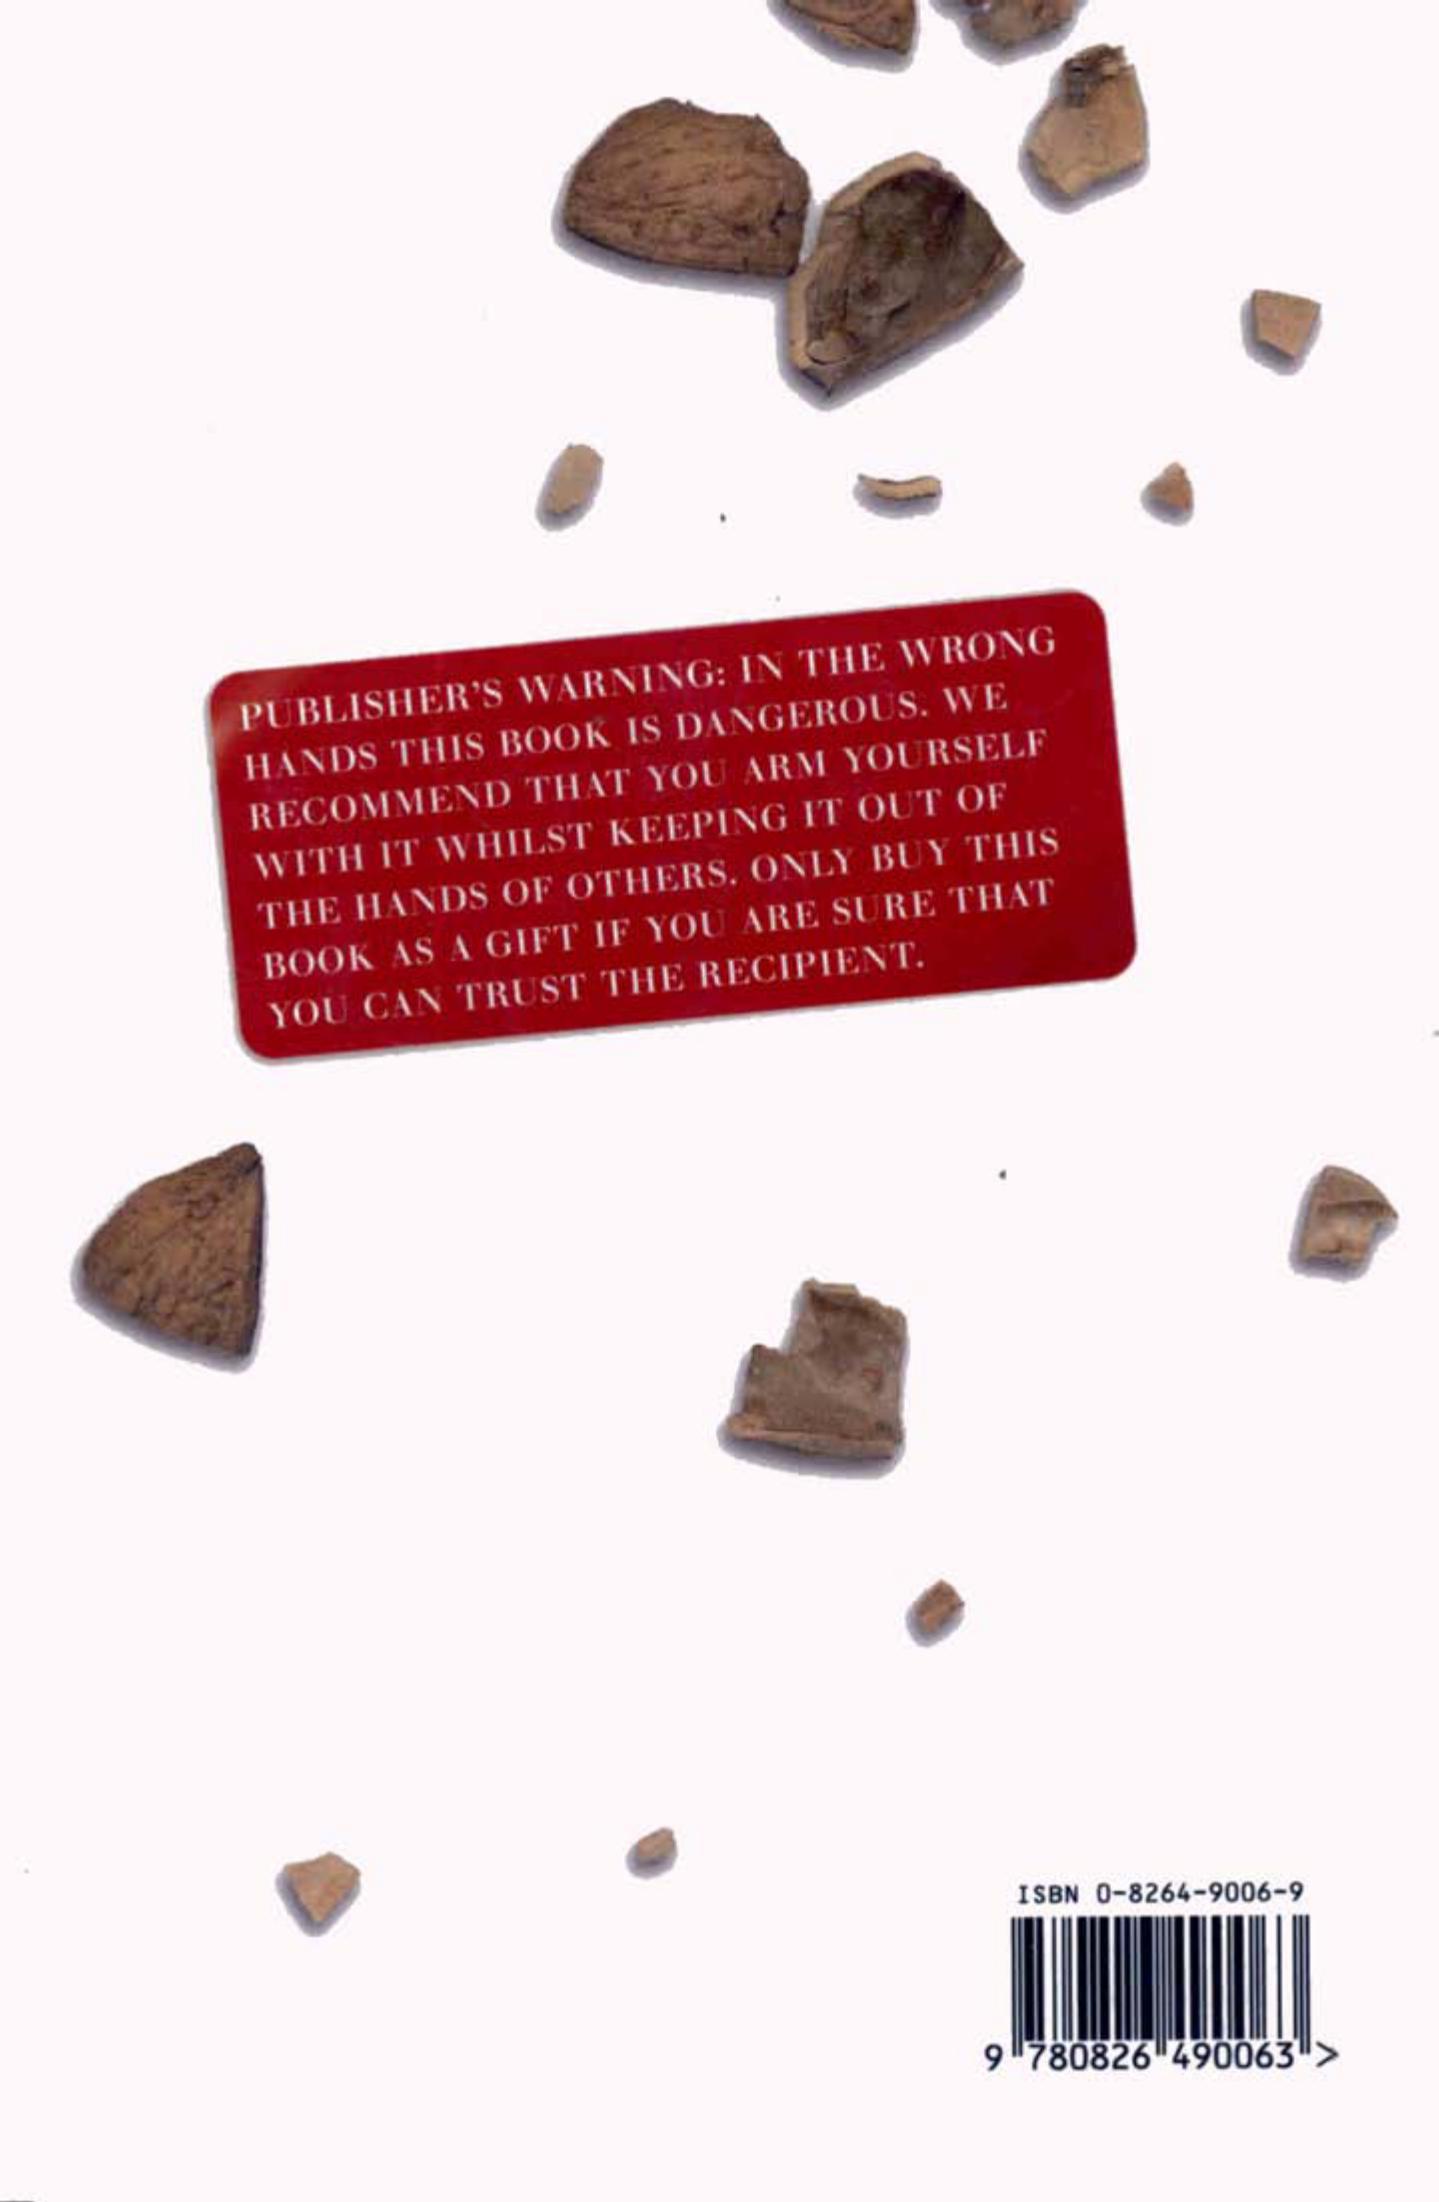 PUBLISHER'S WARNING: IN THE WRONG
HANDS THIS BOOK IS DANGEROUS. WE
RECOMMEND THAT YOU ARM YOURSELF
WITH IT WHILST KEEPING IT OUT OF
THE HANDS OF OTHERS. ONLY BUY THIS
BOOK AS A GIFT IF YOU ARE SURE THAT
YOU CAN TRUST THE RECIPIENT.
ISBN 0-8264-9006-9
9 780826 490063 >